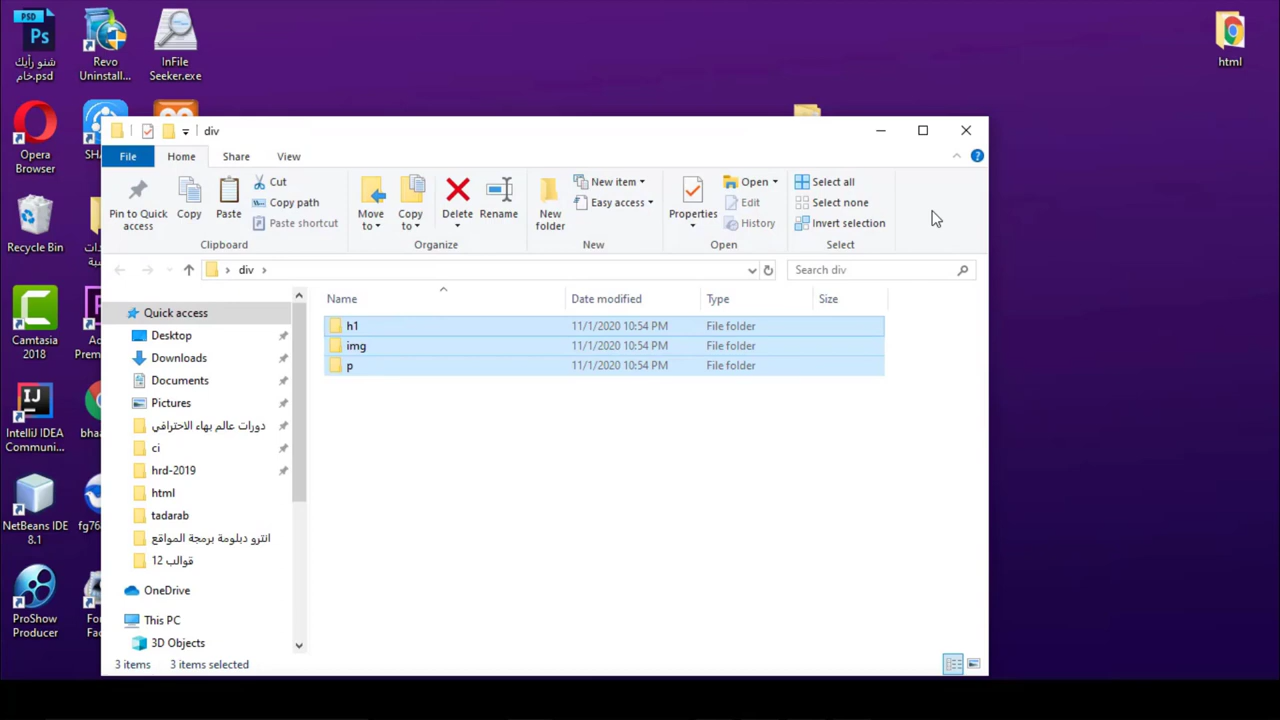 PSD
Ps
شنو رأيك
خام.psd
Revo
Uninstall...
InFile
Seeker.exe
html
Opera
Browser
Recycle Bin
Camtasia
2018
IJ
IntelliJ IDEA
Communi...
NetBeans IDE
8.1
ProShow
Producer
div
File
Home
Share
View
Pin to Quick
access
Copy
Paste
Cut
Copy path
Paste shortcut
Clipboard
Move
to
Copy
to
Delete
Rename
Organize
New
folder
New item
Easy access
New
Properties
Open
Edit
History
Open
Select all
Select none
Invert selection
Select
div
Search div
Name
Date modified
Type
Size
h1
11/1/2020 10:54 PM
File folder
img
11/1/2020 10:54 PM
File folder
p
11/1/2020 10:54 PM
File folder
Quick access
Desktop
Downloads
Documents
Pictures
دورات عالم بهاء الاحترافي
ci
hrd-2019
html
tadarab
انترو دبلومة برمجة المواقع
قوالب 12
OneDrive
This PC
3D Objects
3 items
3 items selected